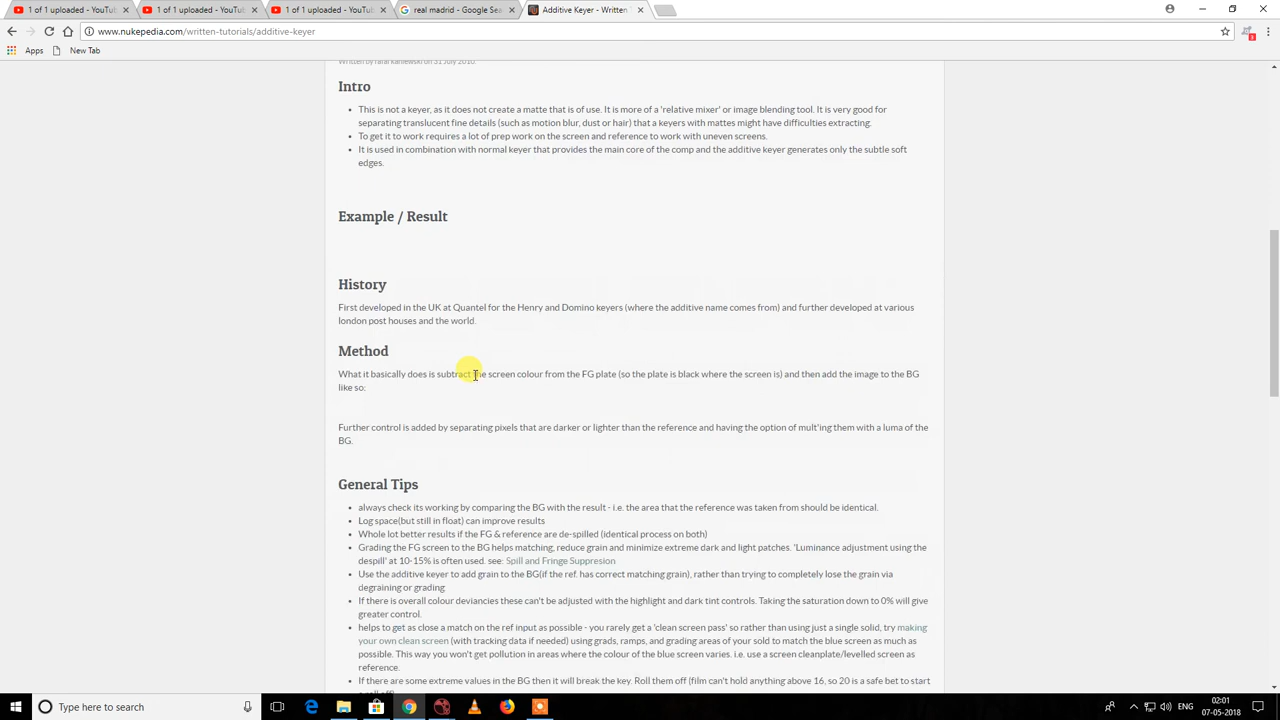 1 of 1 uploaded - YouTub
1 of 1 uploaded - YouTub
1 of 1 uploaded - YouTub
real madrid - Google Sea
Additive Keyer - Written T
www.nukepedia.com/written-tutorials/additive-keyer
Apps
New Tab
Written by rafal kaniewski on 31 July 2010.
Intro
This is not a keyer, as it does not create a matte that is of use. It is more of a 'relative mixer' or image blending tool. It is very good for
separating translucent fine details (such as motion blur, dust or hair) that a keyers with mattes might have difficulties extracting.
To get it to work requires a lot of prep work on the screen and reference to work with uneven screens.
It is used in combination with normal keyer that provides the main core of the comp and the additive keyer generates only the subtle soft
edges.
Example / Result
History
First developed in the UK at Quantel for the Henry and Domino keyers (where the additive name comes from) and further developed at various
london post houses and the world.
Method
What it basically does is subtract the screen colour from the FG plate (so the plate is black where the screen is) and then add the image to the BG
like so:
Further control is added by separating pixels that are darker or lighter than the reference and having the option of mult'ing them with a luma of the
BG.
General Tips
always check its working by comparing the BG with the result - i.e. the area that the reference was taken from should be identical.
Log space(but still in float) can improve results
Whole lot better results if the FG & reference are de-spilled (identical process on both)
Grading the FG screen to the BG helps matching, reduce grain and minimize extreme dark and light patches. 'Luminance adjustment using the
despill' at 10-15% is often used. see: Spill and Fringe Suppresion
Use the additive keyer to add grain to the BG(if the ref. has correct matching grain), rather than trying to completely lose the grain via
degraining or grading
If there is overall colour deviancies these can't be adjusted with the highlight and dark tint controls. Taking the saturation down to 0% will give
greater control.
helps to get as close a match on the ref input as possible - you rarely get a 'clean screen pass' so rather than using just a single solid, try making
your own clean screen (with tracking data if needed) using grads, ramps, and grading areas of your sold to match the blue screen as much as
possible. This way you won't get pollution in areas where the colour of the blue screen varies. i.e. use a screen cleanplate/levelled screen as
reference.
If there are some extreme values in the BG then it will break the key. Roll them off (film can't hold anything above 16, so 20 is a safe bet to start
a roll off)
Type here to search
ENG
02:01
07-05-2018